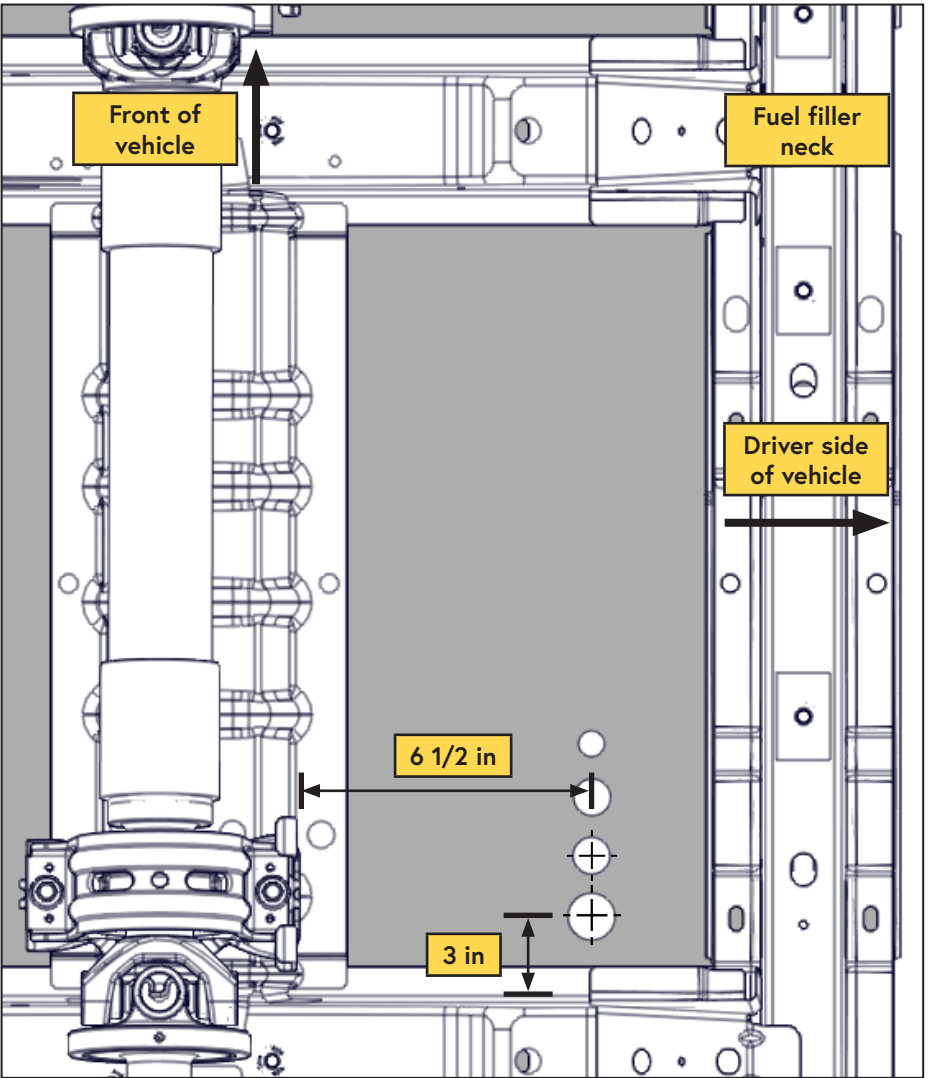 Front of
vehicle
Fuel filler
neck
Driver side
of vehicle
6 1/2 in
3 in